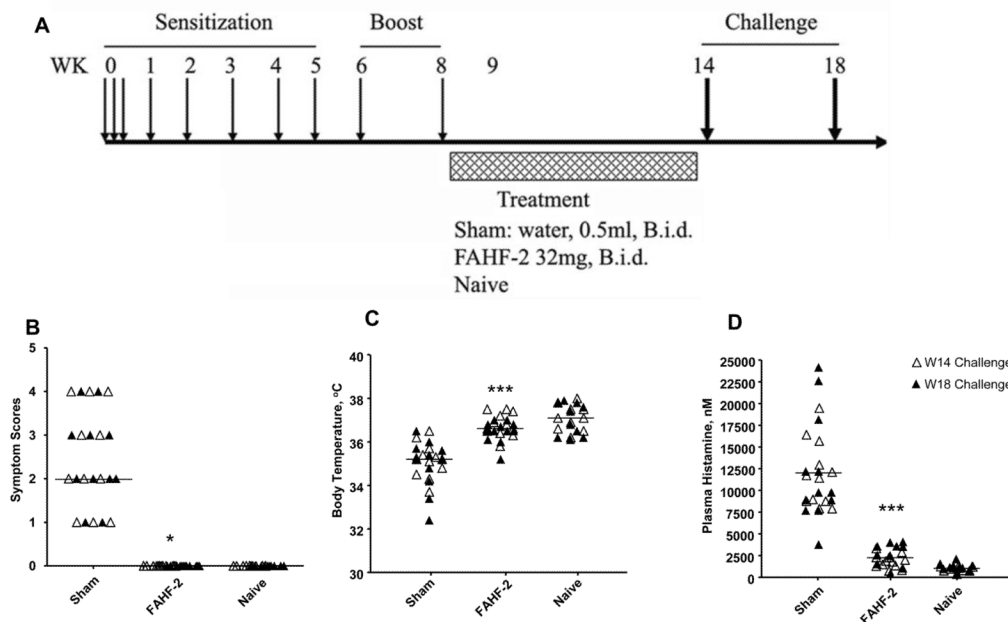 A
Sensitization Boost Challenge
WK 0 1 2 3 4 5 6 8 9 14 18
Treatment
Sham: water, 0.5ml, B.i.d.
FAHF-2 32mg, B.i.d.
Naive
B
Symptom Scores
5
4
3
2
1
0
*
Sham
FAHF-2
Naive
C
Body Temperature, °C
40
38
36
34
32
30
***
Sham
FAHF-2
Naive
D
Plasma Histamine, nM
25000
22500
20000
17500
15000
12500
10000
7500
5000
2500
0
***
Sham
FAHF-2
Naive
W14 Challenge
W18 Challenge